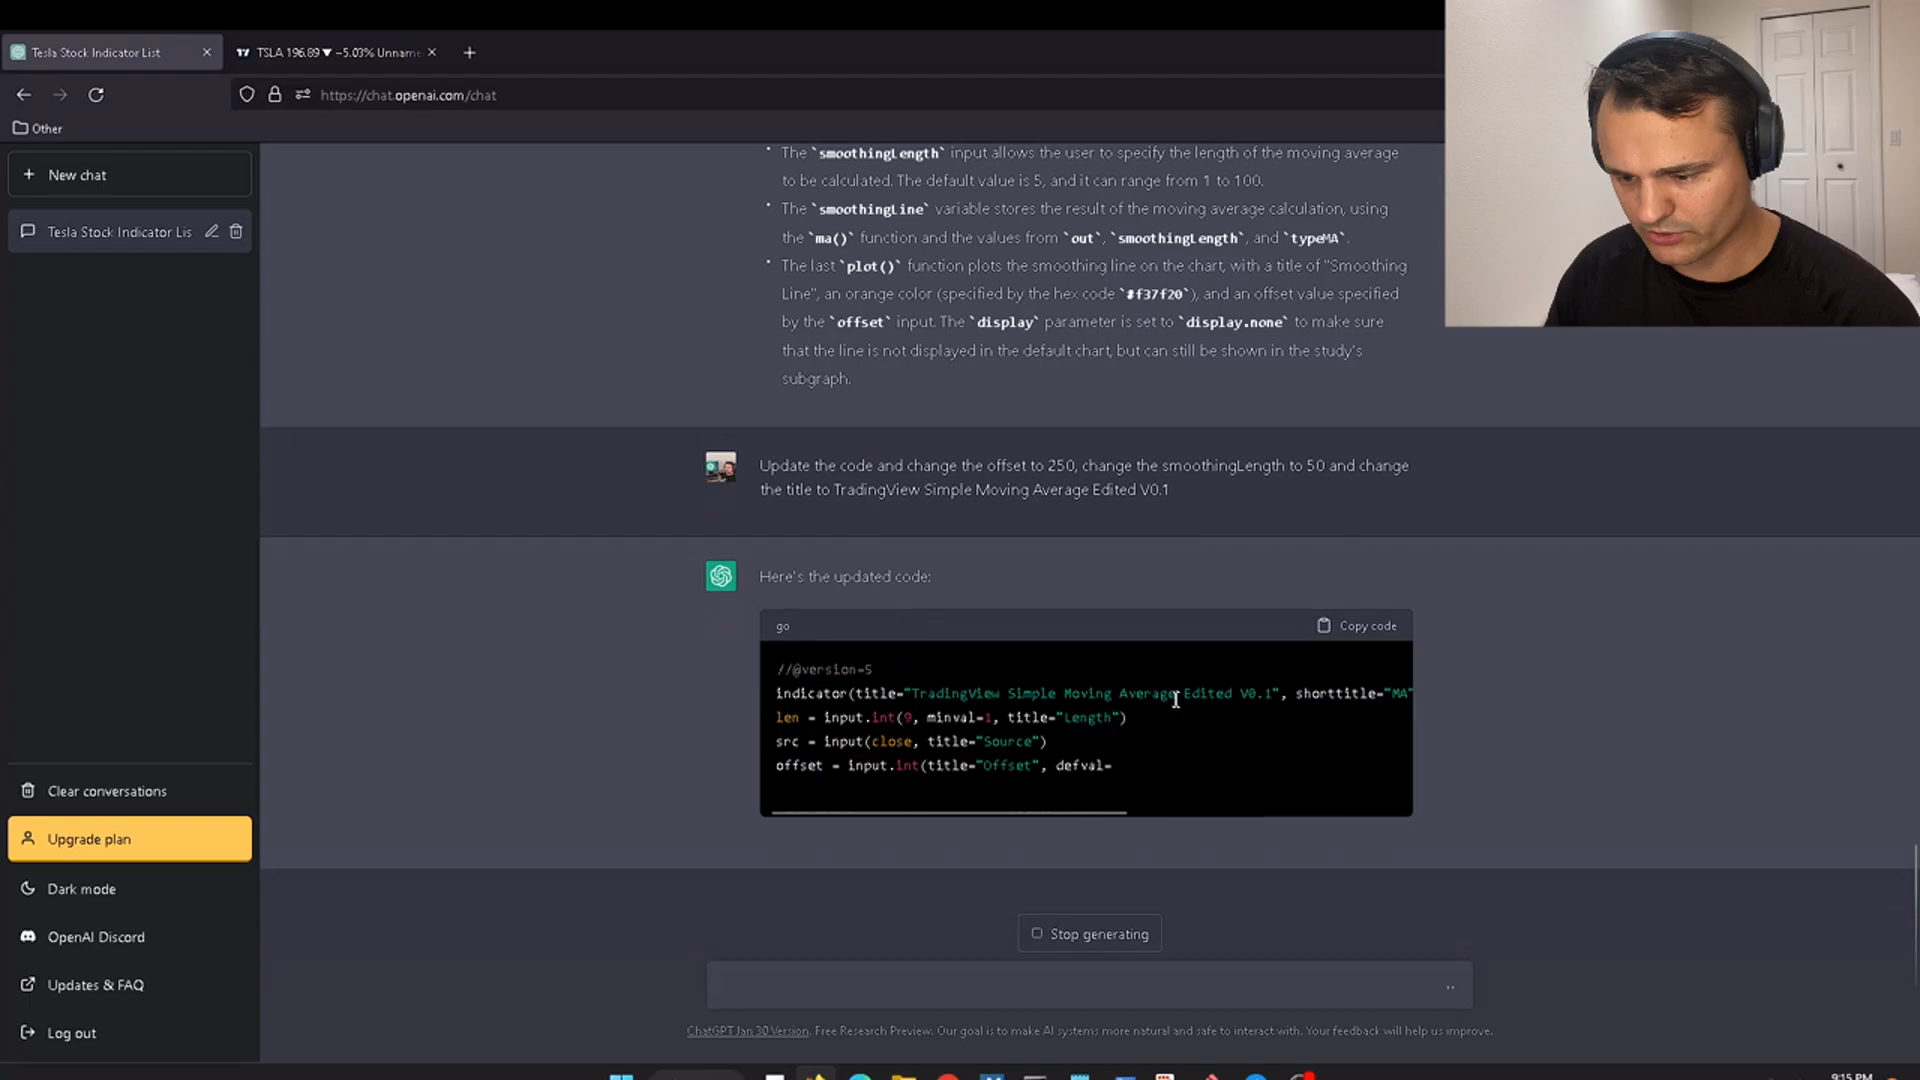 Tesla Stock Indicator List
TSLA 196.89 ▼ −5.03% Unname
https://chat.openai.com/chat
Other
New chat
Tesla Stock Indicator Lis
Clear conversations
Upgrade plan
Dark mode
OpenAI Discord
Updates & FAQ
Log out
• The `smoothingLength` input allows the user to specify the length of the moving average
to be calculated. The default value is 5, and it can range from 1 to 100.
• The `smoothingLine` variable stores the result of the moving average calculation, using
the `ma()` function and the values from `out`, `smoothingLength`, and `typeMA`.
• The last `plot()` function plots the smoothing line on the chart, with a title of "Smoothing
Line", an orange color (specified by the hex code `#f37f20`), and an offset value specified
by the `offset` input. The `display` parameter is set to `display.none` to make sure
that the line is not displayed in the default chart, but can still be shown in the study's
subgraph.
Update the code and change the offset to 250, change the smoothingLength to 50 and change
the title to TradingView Simple Moving Average Edited V0.1
Here's the updated code:
go
Copy code
//@version=5
indicator(title="TradingView Simple Moving Average Edited V0.1", shorttitle="MA"
len = input.int(9, minval=1, title="Length")
src = input(close, title="Source")
offset = input.int(title="Offset", defval=
Stop generating
ChatGPT Jan 30 Version. Free Research Preview. Our goal is to make AI systems more natural and safe to interact with. Your feedback will help us improve.
9:15 PM